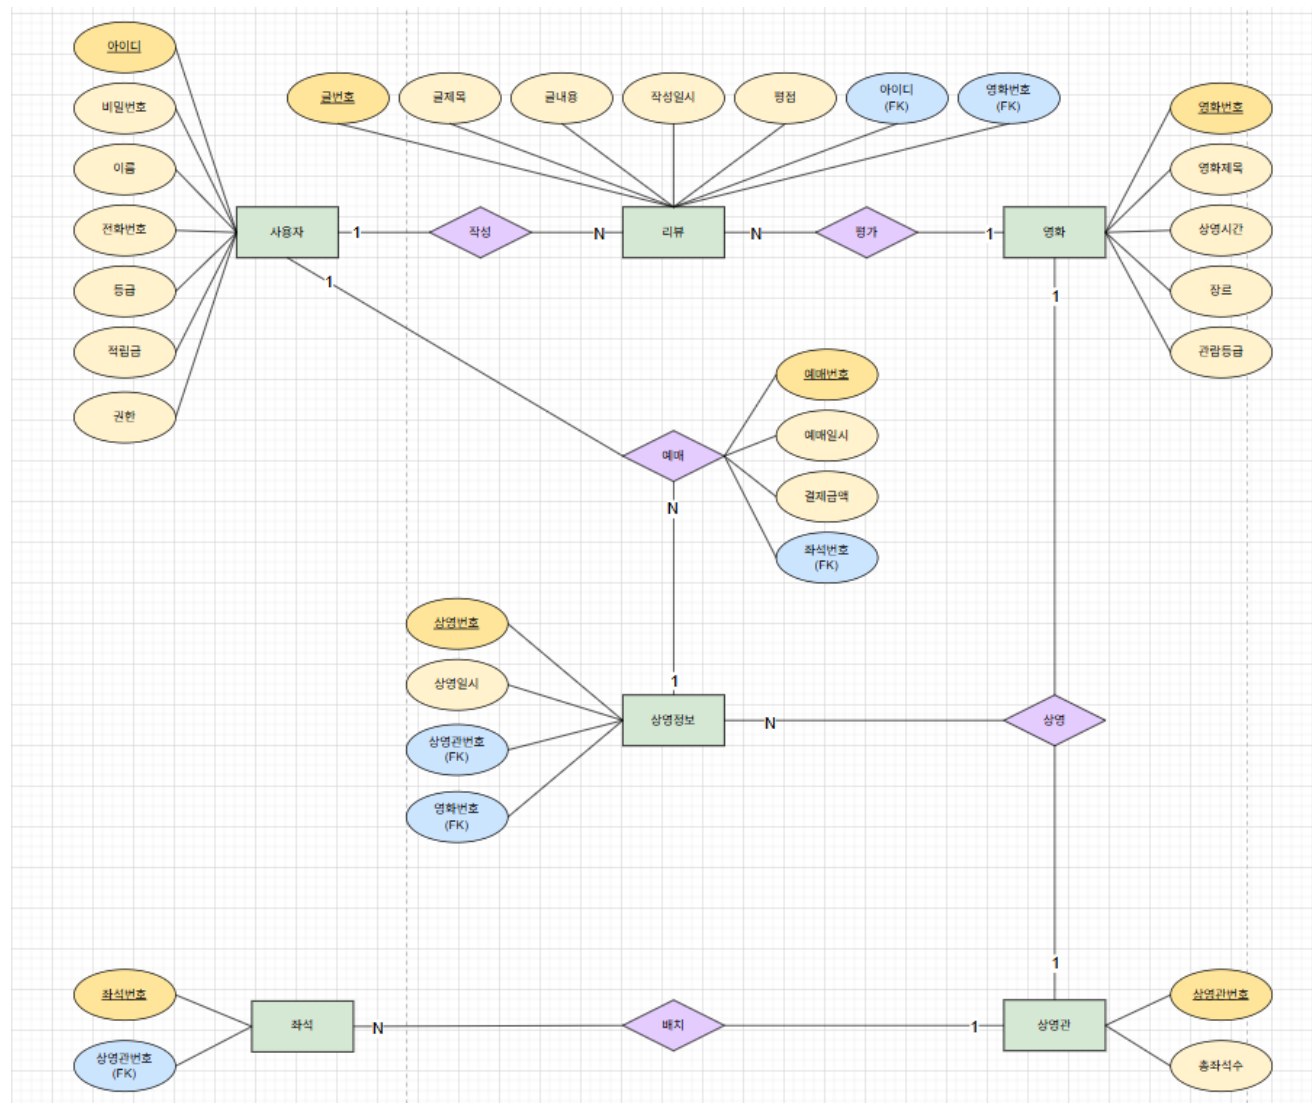 아이디
비밀번호
이름
전화번호
등급
적립금
권한
글번호
글제목
글내용
작성일시
평점
아이디
(FK)
영화번호
(FK)
영화번호
영화제목
상영시간
장르
관람등급
사용자
1
작성
N
리뷰
N
평가
1
영화
1
1
예매
N
예매번호
예매일시
결제금액
좌석번호
(FK)
상영번호
상영일시
상영관번호
(FK)
영화번호
(FK)
1
상영정보
N
상영
1
좌석번호
상영관번호
(FK)
좌석
N
배치
1
상영관
상영관번호
총좌석수